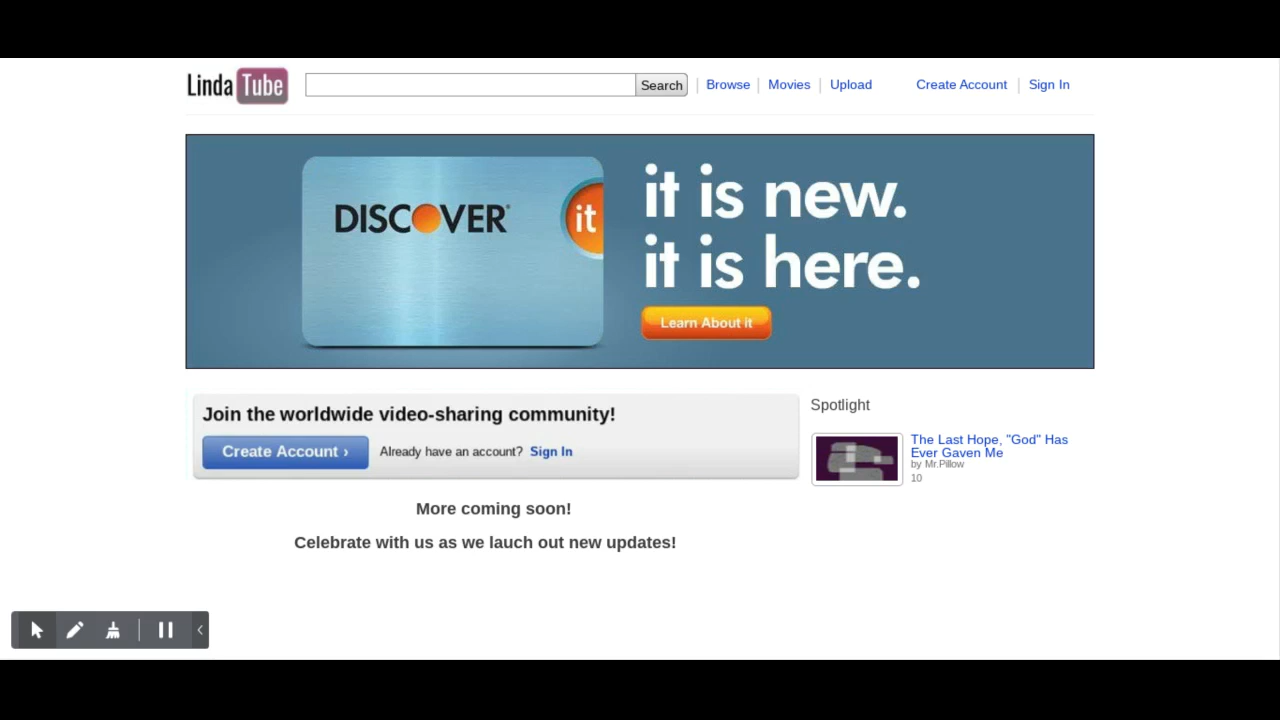 Linda Tube
Search
Browse
Movies
Upload
Create Account
Sign In
DISCOVER®
it
it is new.
it is here.
Learn About it
Join the worldwide video-sharing community!
Create Account ›
Already have an account? Sign In
Spotlight
The Last Hope, "God" Has
Ever Gaven Me
by Mr.Pillow
10
More coming soon!
Celebrate with us as we lauch out new updates!